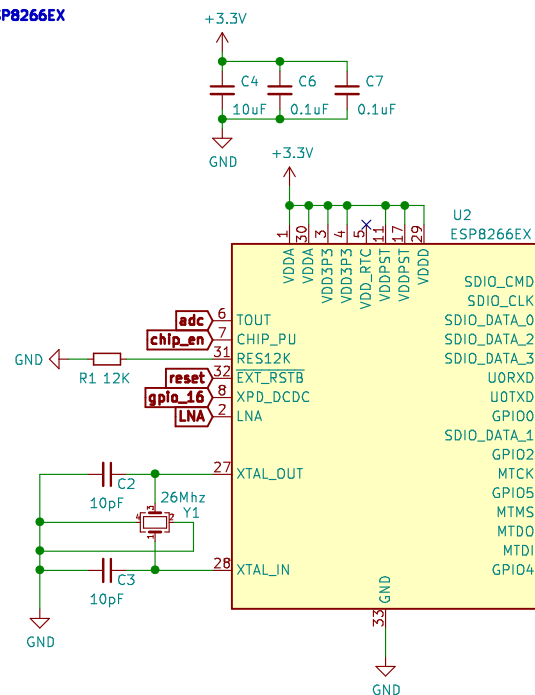 SP8266EX
+3.3V
C4
C6
C7
10uF
0.1uF
0.1uF
GND
+3.3V
U2
ESP8266EX
1
30
3
4
5
11
17
29
VDDA
VDDA
VDD3P3
VDD3P3
VDD_RTC
VDDPST
VDDPST
VDDD
SDIO_CMD
SDIO_CLK
adc
6
TOUT
SDIO_DATA_0
chip_en
7
CHIP_PU
SDIO_DATA_2
GND
31
RES12K
SDIO_DATA_3
R1 12K
reset
32
EXT_RSTB
U0RXD
gpio_16
8
XPD_DCDC
U0TXD
LNA
2
LNA
GPIO0
SDIO_DATA_1
GPIO2
27
XTAL_OUT
MTCK
C2
10pF
26Mhz
GPIO5
Y1
3
4
2
1
MTMS
MTDO
MTDI
28
XTAL_IN
GPIO4
C3
10pF
GND
33
GND
GND